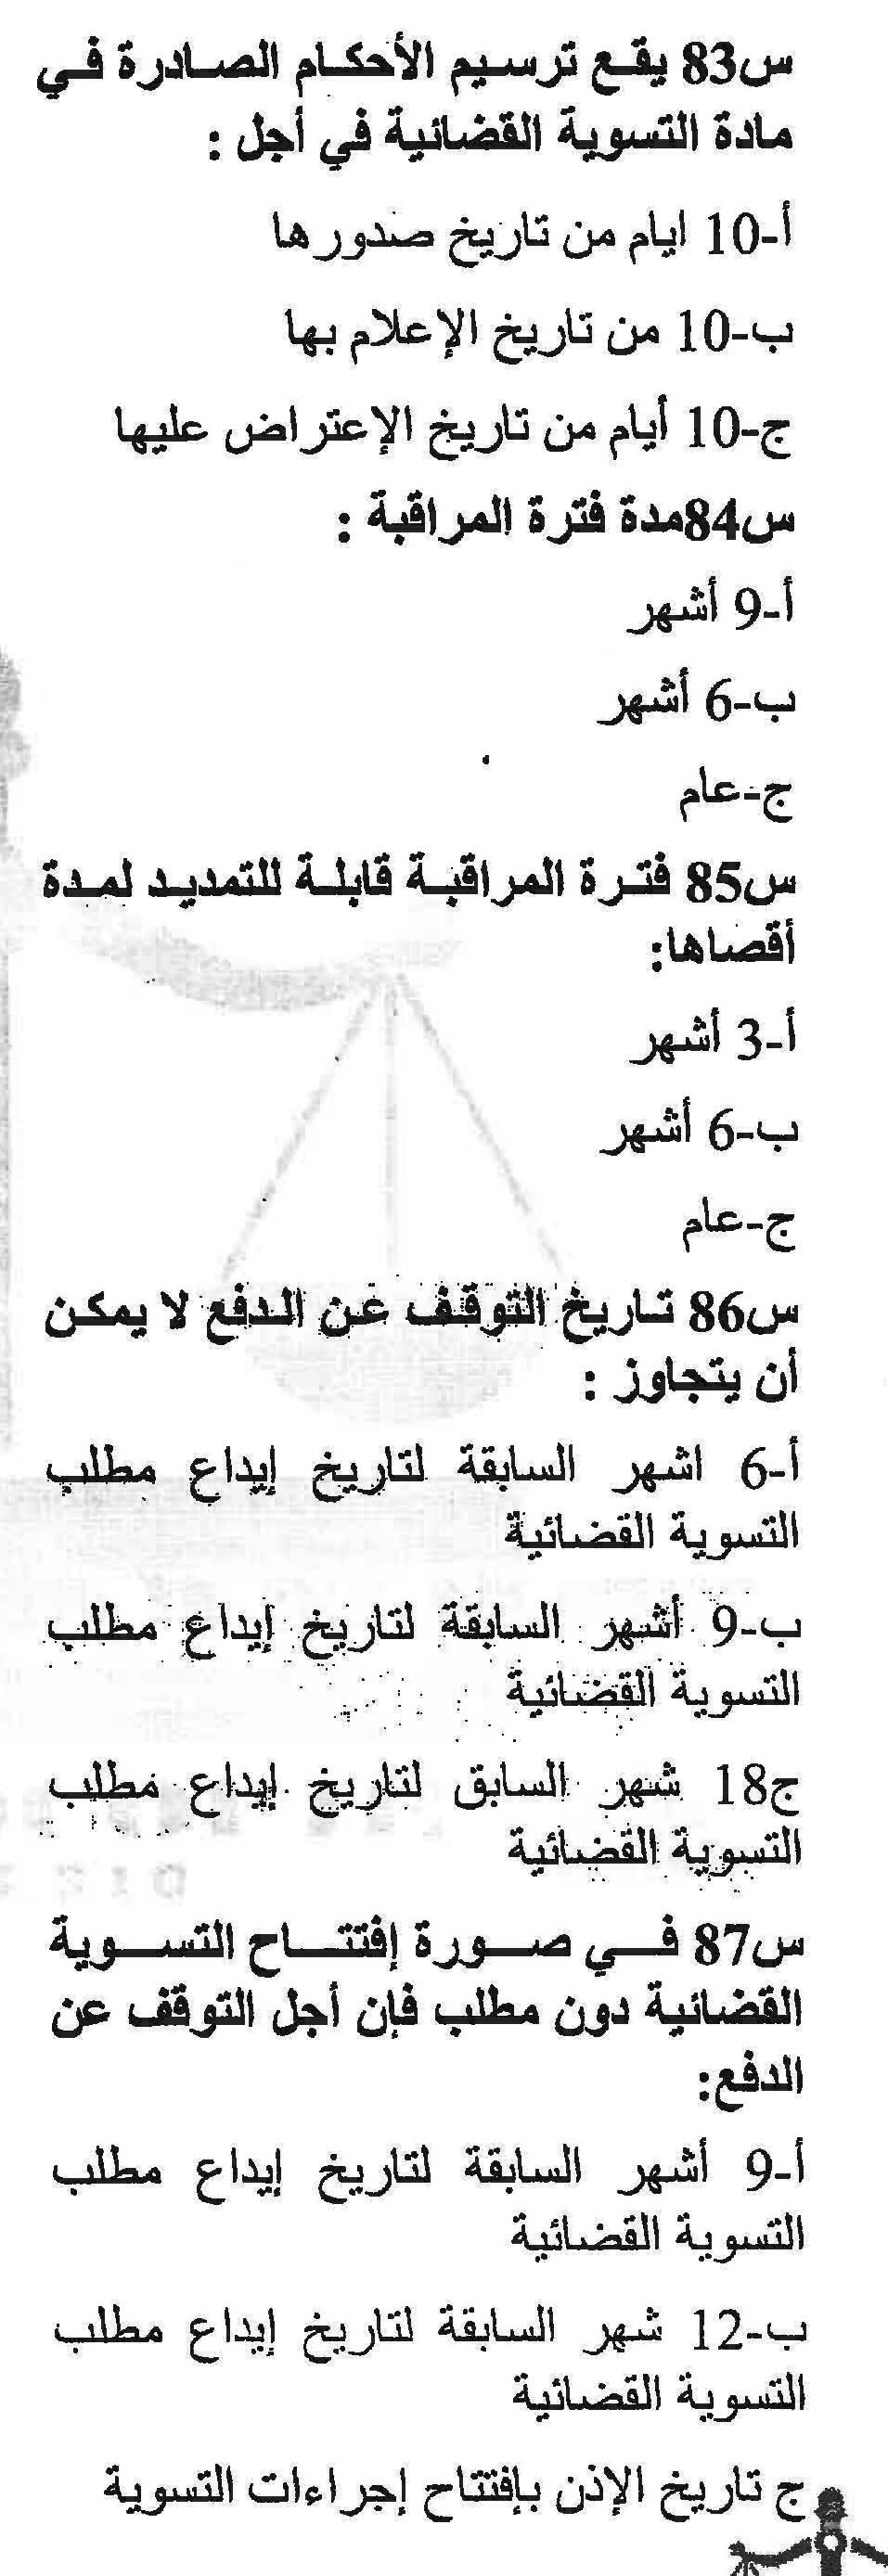 س83 يقع ترسيم الأحكام الصادرة في
مادة التسوية القضائية في أجل :
أ-10 ايام من تاريخ صدورها
ب-10 من تاريخ الإعلام بها
ج-10 أيام من تاريخ الإعتراض عليها
س84مدة فترة المراقبة :
أ-9 أشهر
ب-6 أشهر
ج-عام
س85 فترة المراقبة قابلة للتمديد لمدة
أقصاها:
أ-3 أشهر
ب-6 أشهر
ج-عام
س86 تاريخ التوقف عن الدفع لا يمكن
أن يتجاوز :
أ-6 اشهر السابقة لتاريخ إيداع مطلب
التسوية القضائية
ب-9 أشهر السابقة لتاريخ إيداع مطلب
التسوية القضائية
ج18 شهر السابق لتاريخ إيداع مطلب
التسوية القضائية
س87 في صورة إفتتاح التسوية
القضائية دون مطلب فإن أجل التوقف عن
الدفع:
أ-9 أشهر السابقة لتاريخ إيداع مطلب
التسوية القضائية
ب-12 شهر السابقة لتاريخ إيداع مطلب
التسوية القضائية
ج تاريخ الإذن بإفتتاح إجراءات التسوية